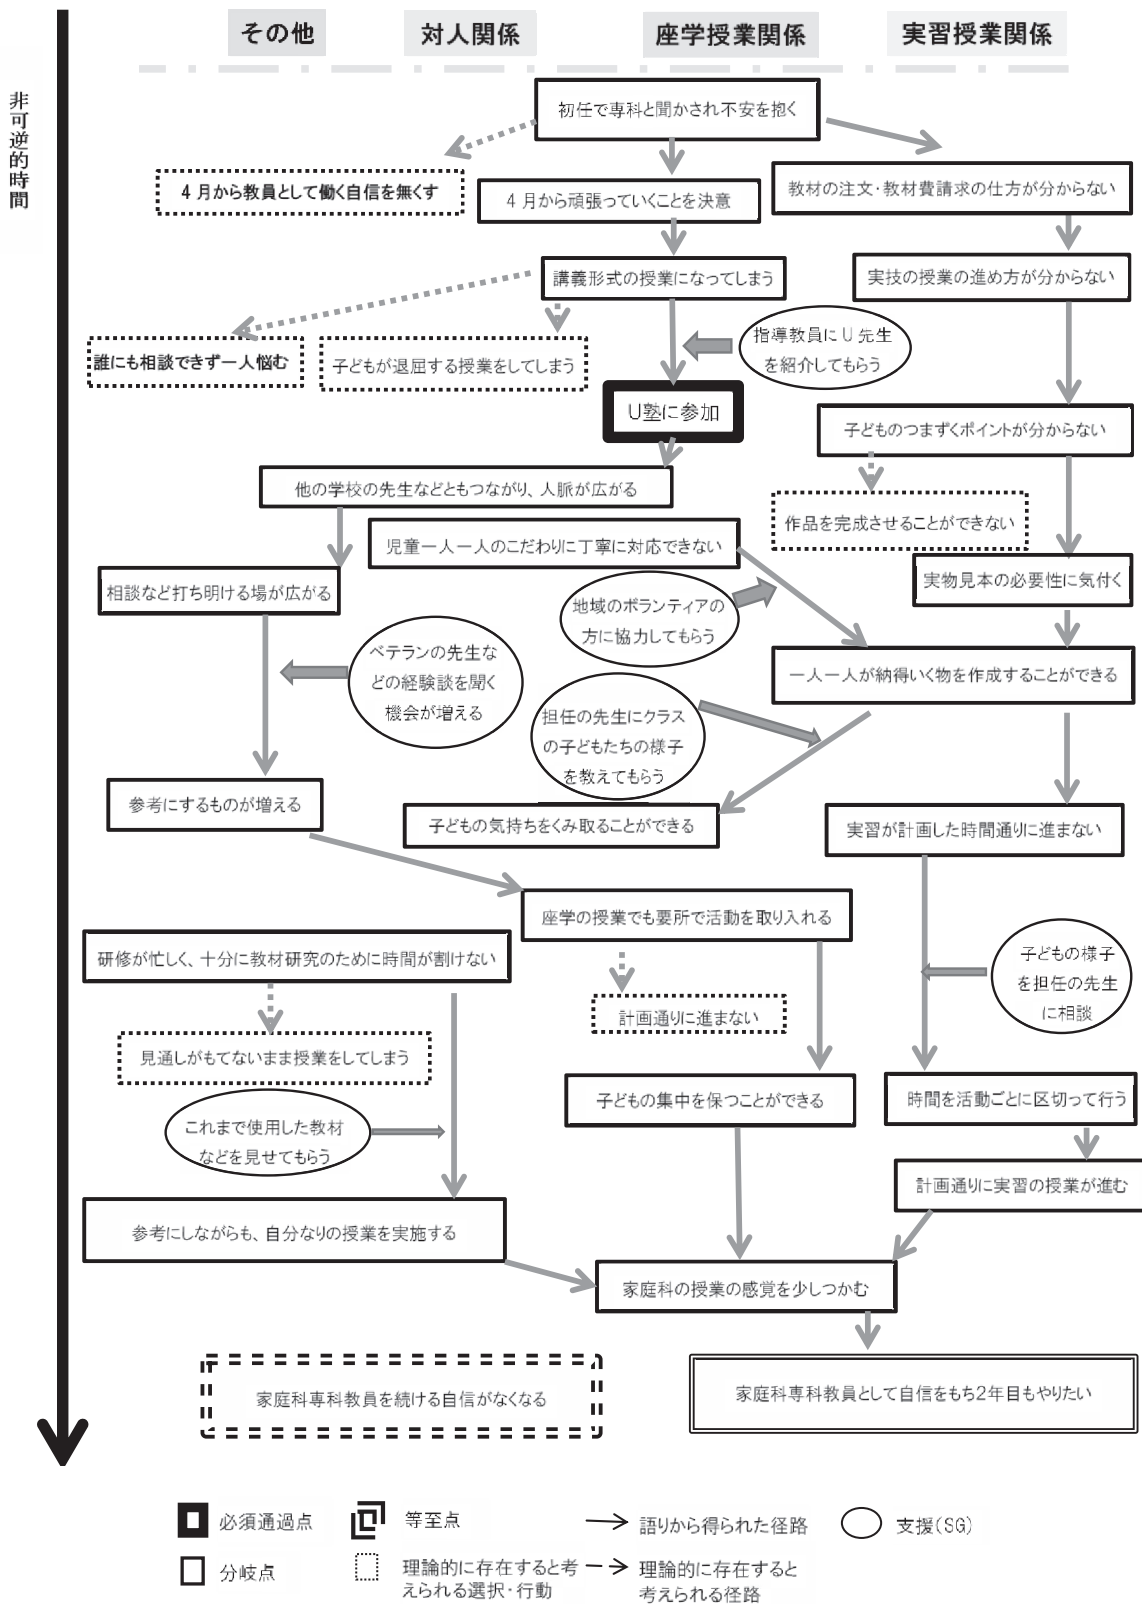 その他
対人関係
座学授業関係
実習授業関係
非可逆的時間
初任で専科と聞かされ不安を抱く
4月から教員として働く自信を無くす
4月から頑張っていくことを決意
教材の注文・教材費請求の仕方が分からない
講義形式の授業になってしまう
実技の授業の進め方が分からない
誰にも相談できず一人悩む
子どもが退屈する授業をしてしまう
指導教員にU先生
を紹介してもらう
U塾に参加
子どものつまずくポイントが分からない
他の学校の先生などともつながり、人脈が広がる
作品を完成させることができない
児童一人一人のこだわりに丁寧に対応できない
相談など打ち明ける場が広がる
地域のボランティアの
方に協力してもらう
実物見本の必要性に気付く
ベテランの先生な
どの経験談を聞く
機会が増える
一人一人が納得いく物を作成することができる
担任の先生にクラス
の子どもたちの様子
を教えてもらう
参考にするものが増える
子どもの気持ちをくみ取ることができる
実習が計画した時間通りに進まない
座学の授業でも要所で活動を取り入れる
研修が忙しく、十分に教材研究のために時間が割けない
子どもの様子
を担任の先生
に相談
計画通りに進まない
見通しがもてないまま授業をしてしまう
子どもの集中を保つことができる
時間を活動ごとに区切って行う
これまで使用した教材
などを見せてもらう
計画通りに実習の授業が進む
参考にしながらも、自分なりの授業を実施する
家庭科の授業の感覚を少しつかむ
家庭科専科教員を続ける自信がなくなる
家庭科専科教員として自信をもち2年目もやりたい
必須通過点
等至点
語りから得られた径路
支援(SG)
分岐点
理論的に存在すると考
えられる選択・行動
理論的に存在すると
考えられる径路